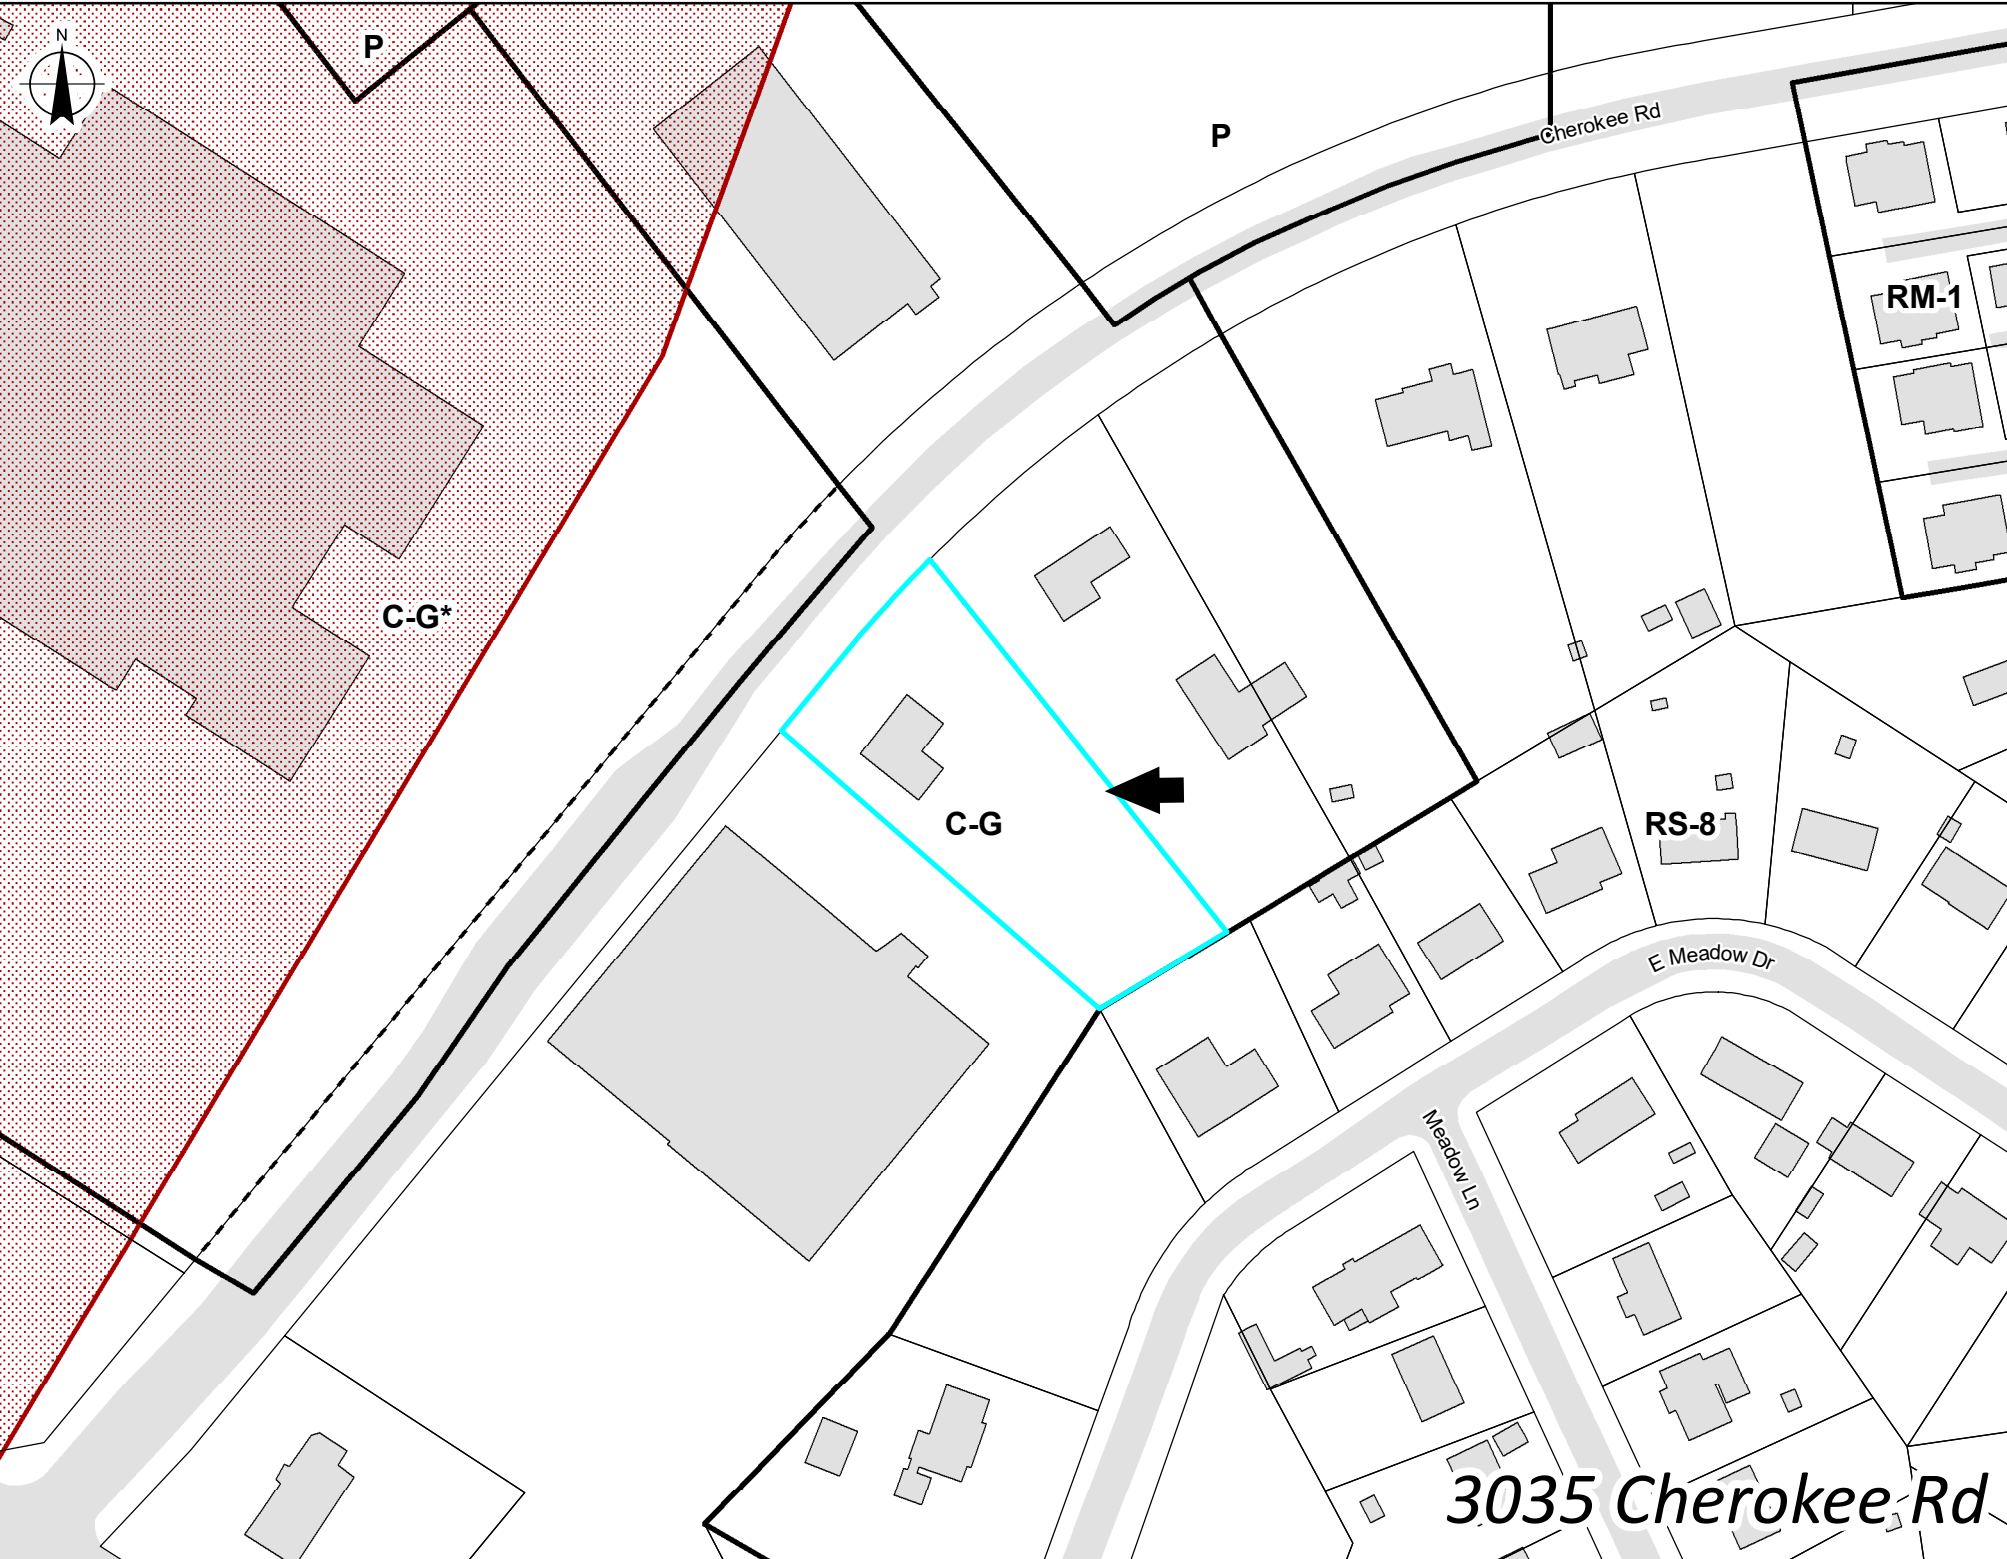 N
P
P
Cherokee Rd
RM-1
C-G*
C-G
RS-8
E Meadow Dr
Meadow Ln
3035 Cherokee Rd